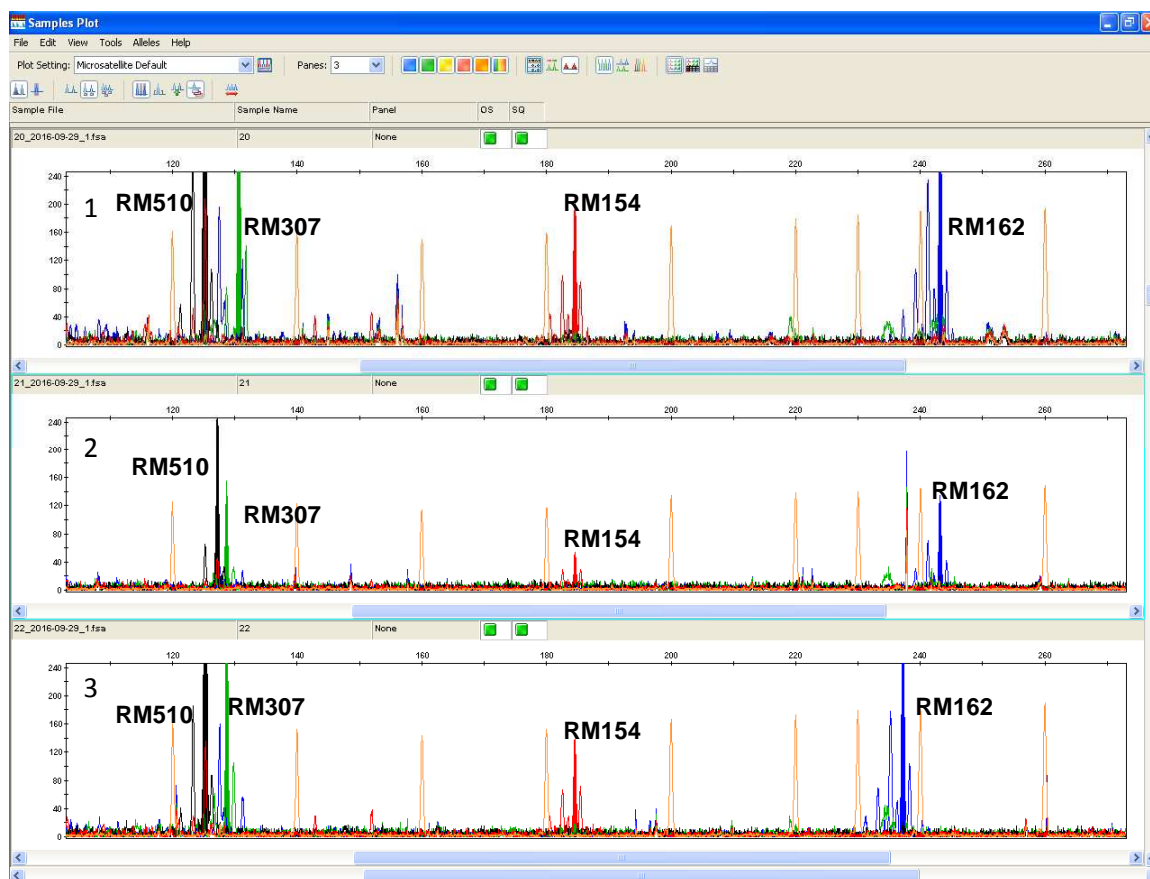 Samples Plot
File Edit View Tools Alleles Help
Plot Setting: Microsatellite Default Panes: 3
Sample File Sample Name Panel OS SQ
20_2016-09-29_1.fsa 20 None
120 140 160 180 200 220 240 260
240
200
160
120
80
40
0
1
RM510
RM307
RM154
RM162
21_2016-09-29_1.fsa 21 None
120 140 160 180 200 220 240 260
240
200
160
120
80
40
0
2
RM510
RM307
RM154
RM162
22_2016-09-29_1.fsa 22 None
120 140 160 180 200 220 240 260
240
200
160
120
80
40
0
3
RM510
RM307
RM154
RM162